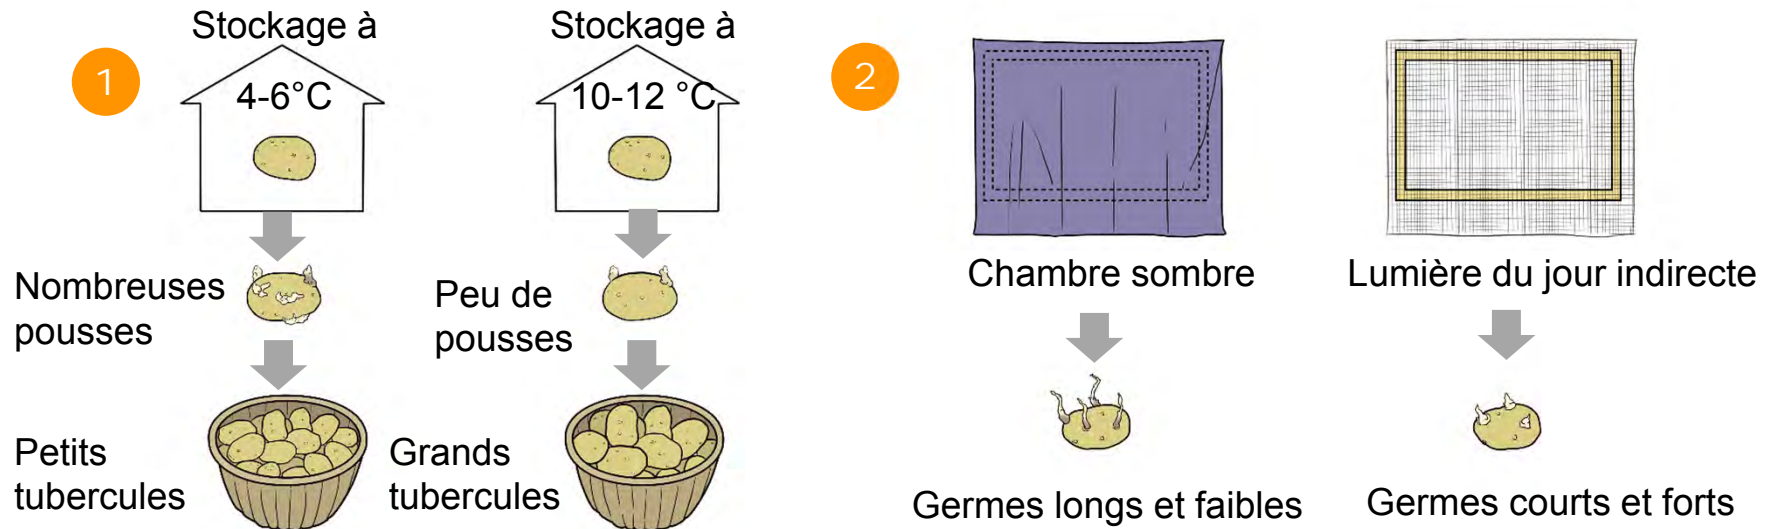 1
Stockage à
4-6°C
Nombreuses
pousses
Petits
tubercules
Stockage à
10-12 °C
Peu de
pousses
Grands
tubercules
2
Chambre sombre
Germes longs et faibles
Lumière du jour indirecte
Germes courts et forts